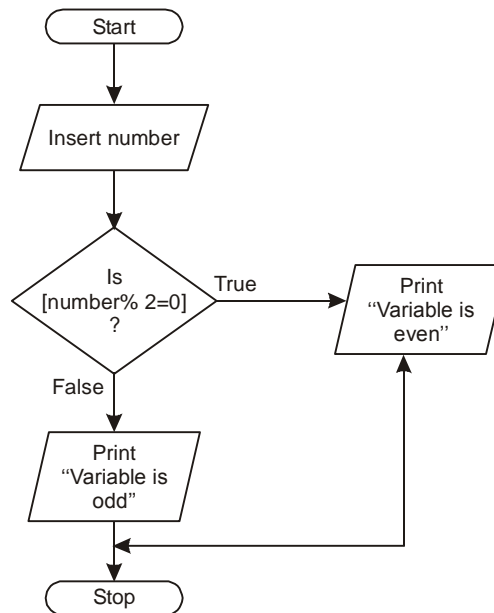 Start
Insert number
Is
[number% 2=0]
?
True
Print
‘‘Variable is
even’’
False
Print
‘‘Variable is
odd”
Stop